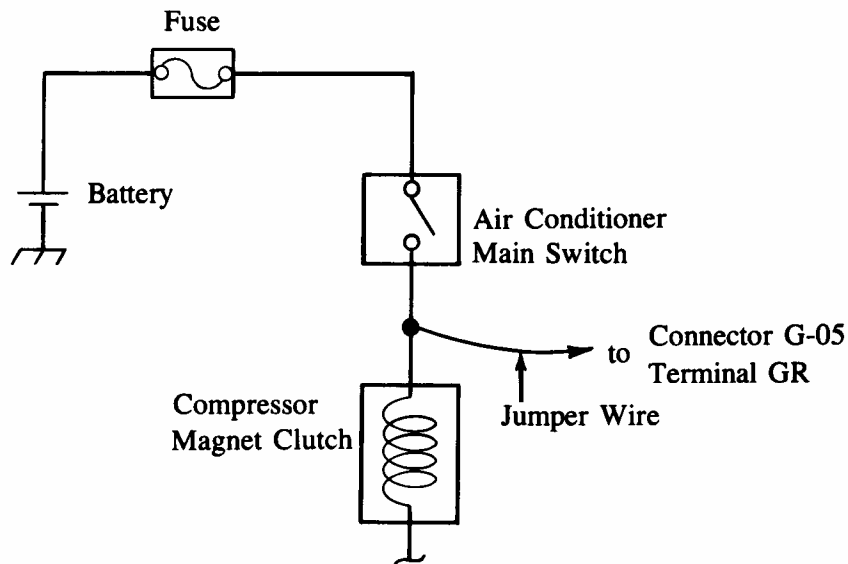 Fuse
Battery
Air Conditioner
Main Switch
to
Connector G-05
Terminal GR
Jumper Wire
Compressor
Magnet Clutch